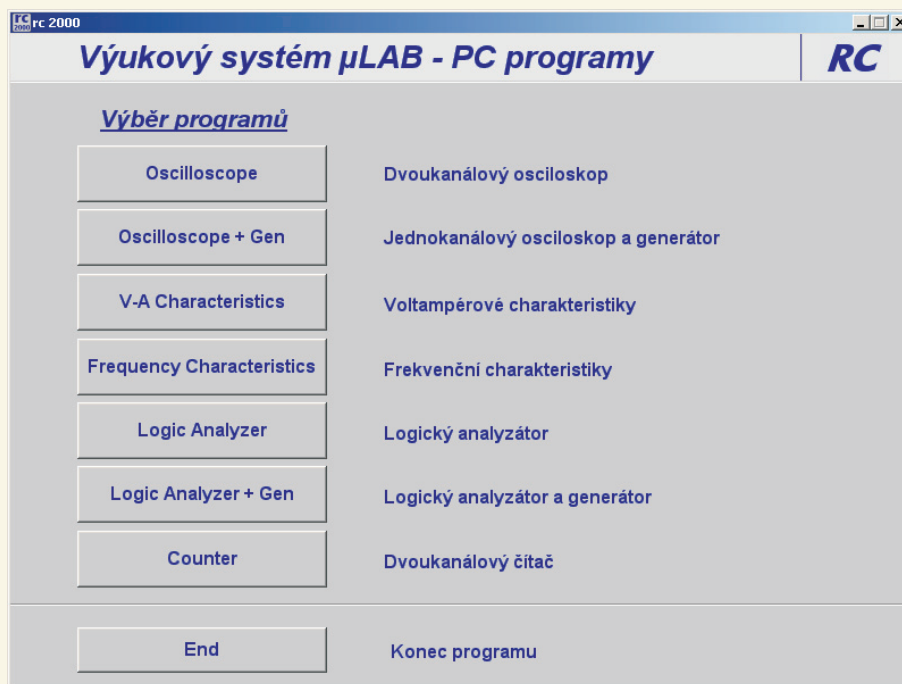 rc 2000 rc 2000
Výukový systém µLAB - PC programy RC
Výběr programů
Oscilloscope Dvoukanálový osciloskop
Oscilloscope + Gen Jednokanálový osciloskop a generátor
V-A Characteristics Voltampérové charakteristiky
Frequency Characteristics Frekvenční charakteristiky
Logic Analyzer Logický analyzátor
Logic Analyzer + Gen Logický analyzátor a generátor
Counter Dvoukanálový čítač
End Konec programu